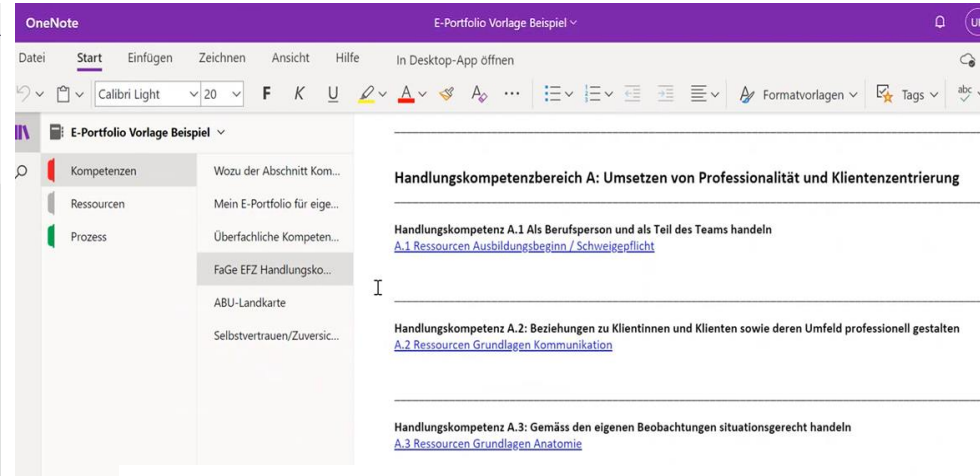 OneNote
E-Portfolio Vorlage Beispiel
Datei Start Einfügen Zeichnen Ansicht Hilfe In Desktop-App öffnen
Calibri Light 20 F K U A A ... Formatvorlagen Tags abc
E-Portfolio Vorlage Beispiel
Kompetenzen
Ressourcen
Prozess
Wozu der Abschnitt Kom...
Mein E-Portfolio für eige...
Überfachliche Kompeten...
FaGe EFZ Handlungsko...
ABU-Landkarte
Selbstvertrauen/Zuversic...
Handlungskompetenzbereich A: Umsetzen von Professionalität und Klientenzentrierung
Handlungskompetenz A.1 Als Berufsperson und als Teil des Teams handeln
A.1 Ressourcen Ausbildungsbeginn / Schweigepflicht
Handlungskompetenz A.2: Beziehungen zu Klientinnen und Klienten sowie deren Umfeld professionell gestalten
A.2 Ressourcen Grundlagen Kommunikation
Handlungskompetenz A.3: Gemäss den eigenen Beobachtungen situationsgerecht handeln
A.3 Ressourcen Grundlagen Anatomie